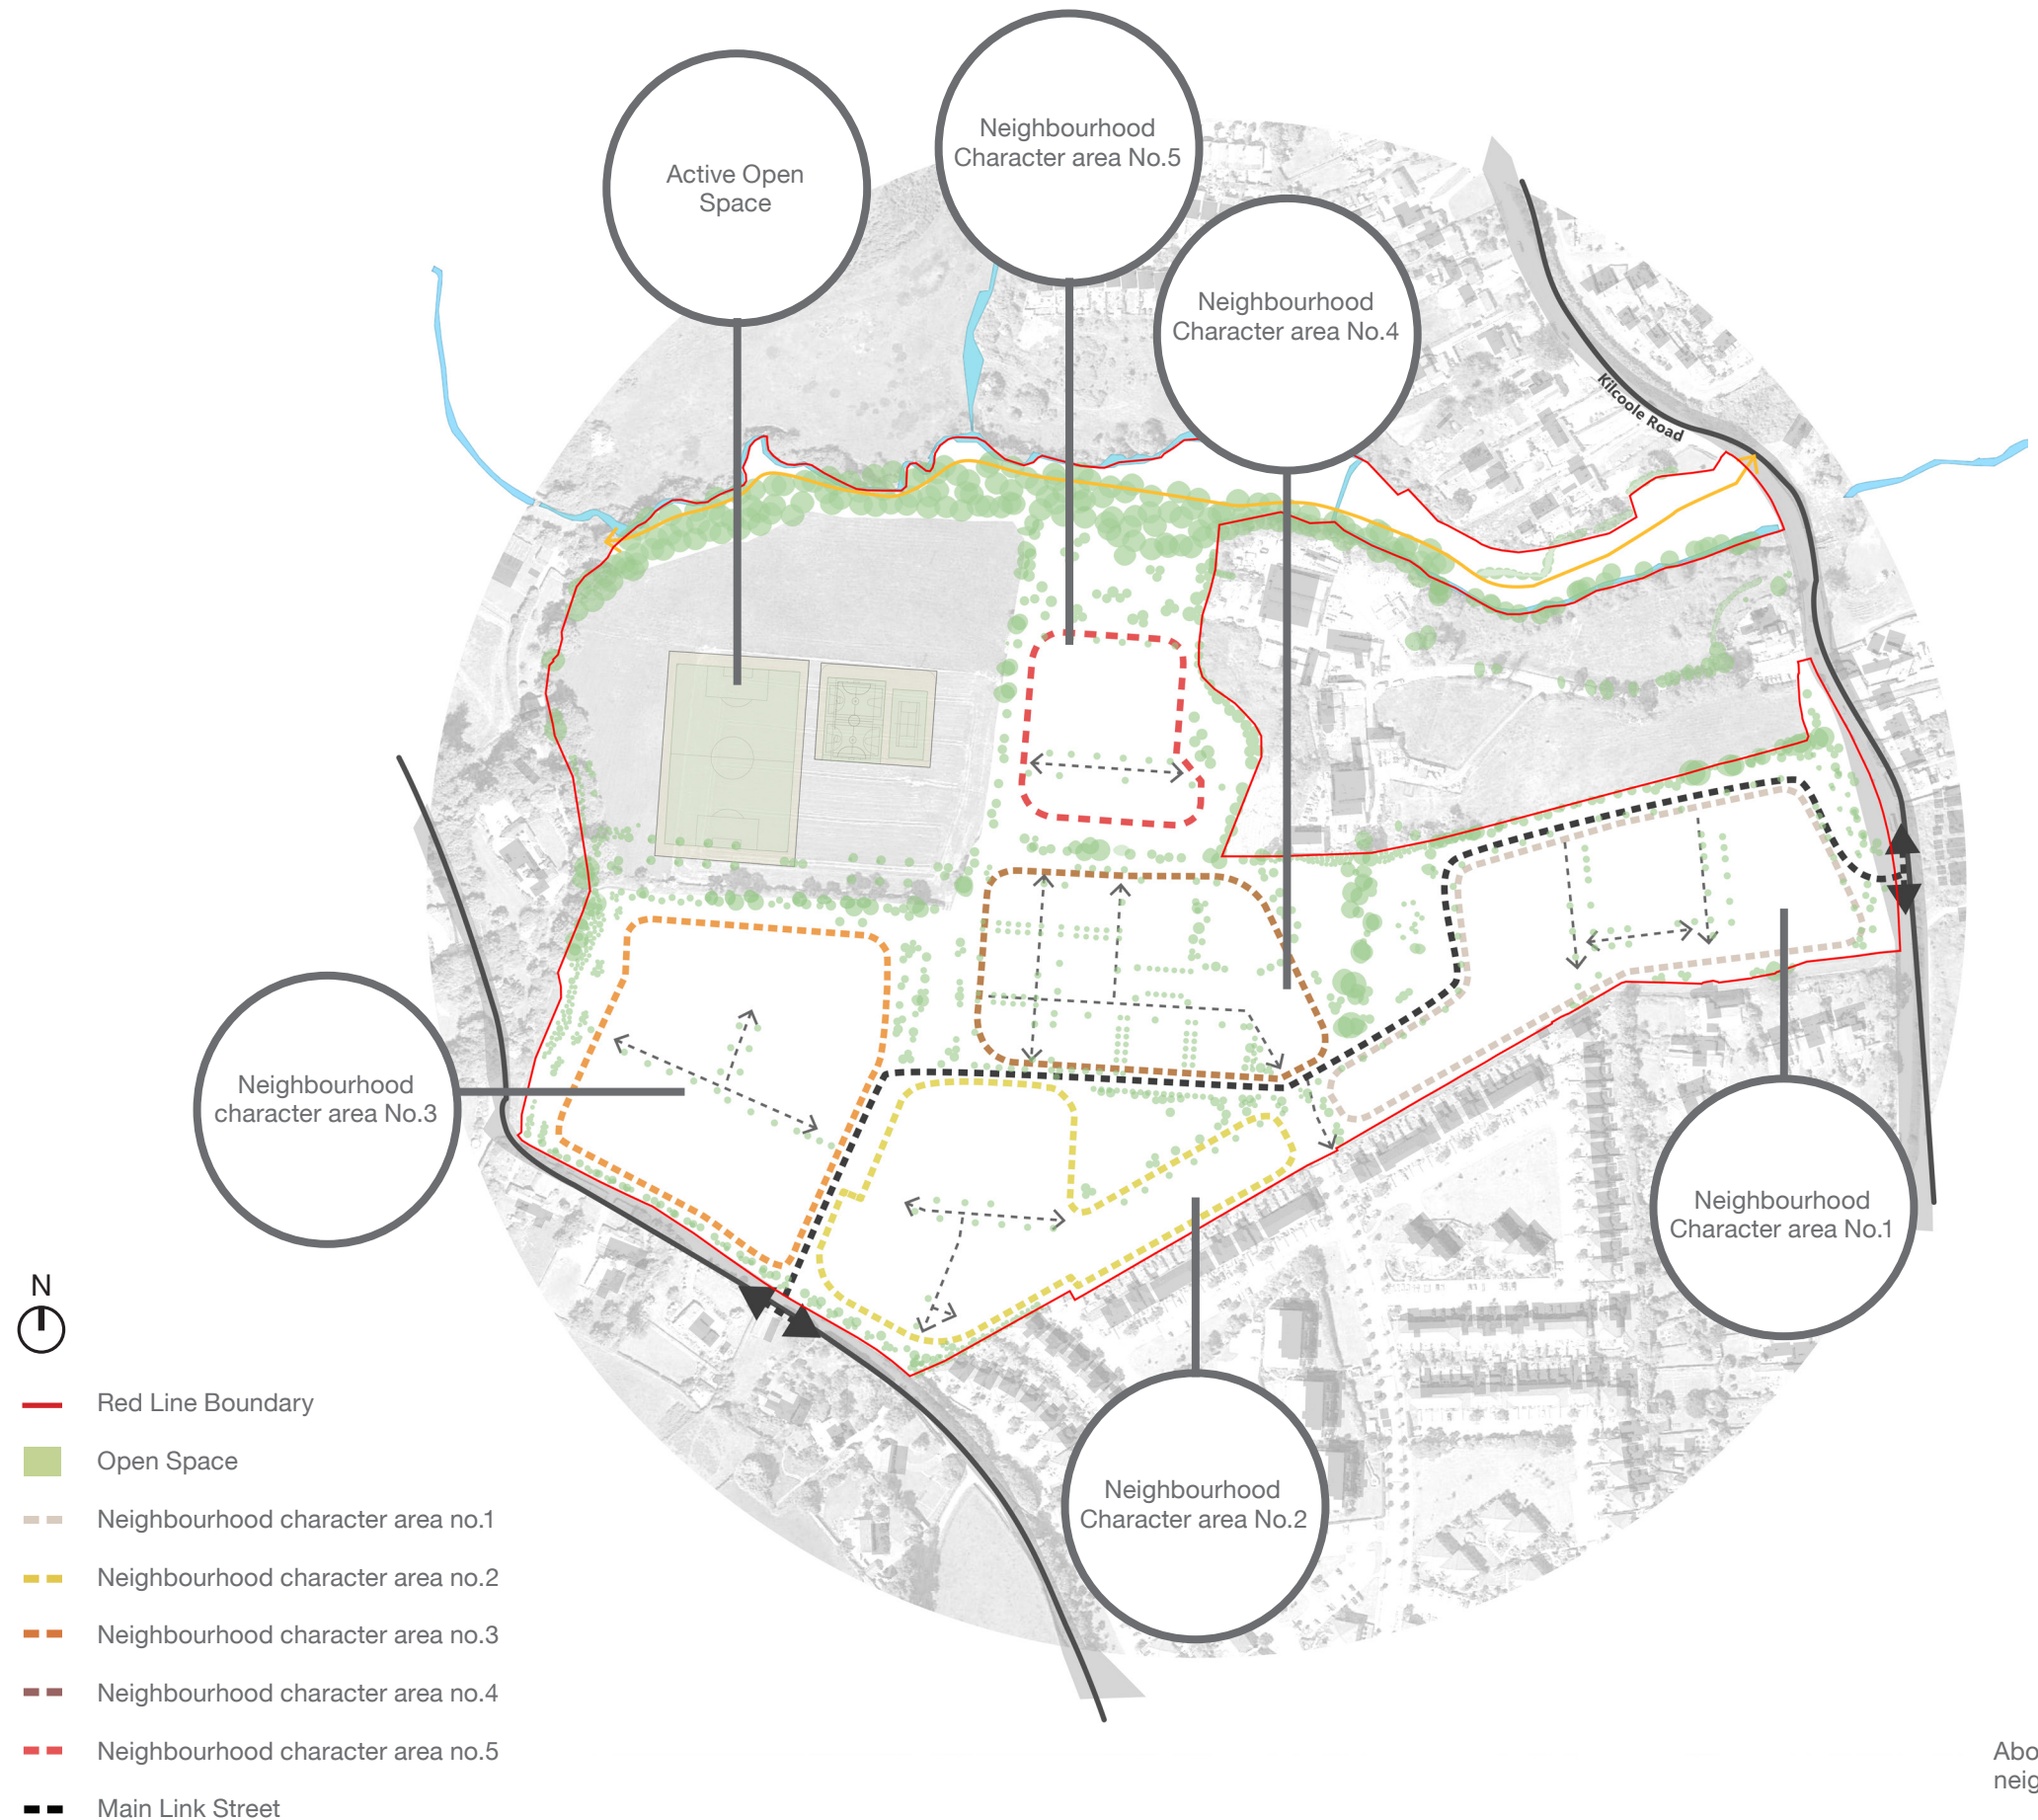 Neighbourhood
Character area No.5
Active Open
Space
Neighbourhood
Character area No.4
Kilcoole Road
Neighbourhood
character area No.3
Neighbourhood
Character area No.1
Neighbourhood
Character area No.2
N
Red Line Boundary
Open Space
Neighbourhood character area no.1
Neighbourhood character area no.2
Neighbourhood character area no.3
Neighbourhood character area no.4
Neighbourhood character area no.5
Main Link Street
Abo
neig